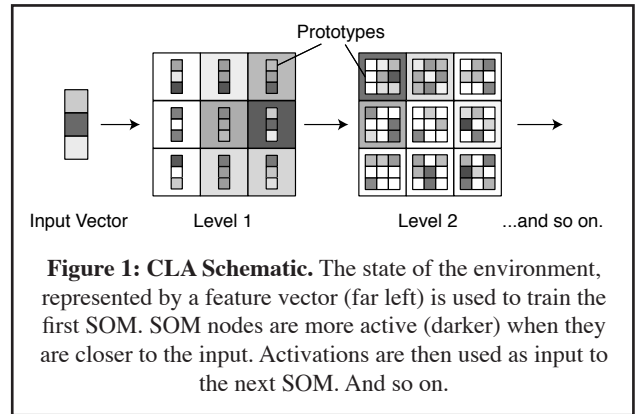 Prototypes
Input Vector
Level 1
Level 2
...and so on.
Figure 1: CLA Schematic. The state of the environment,
represented by a feature vector (far left) is used to train the
first SOM. SOM nodes are more active (darker) when they
are closer to the input. Activations are then used as input to
the next SOM. And so on.